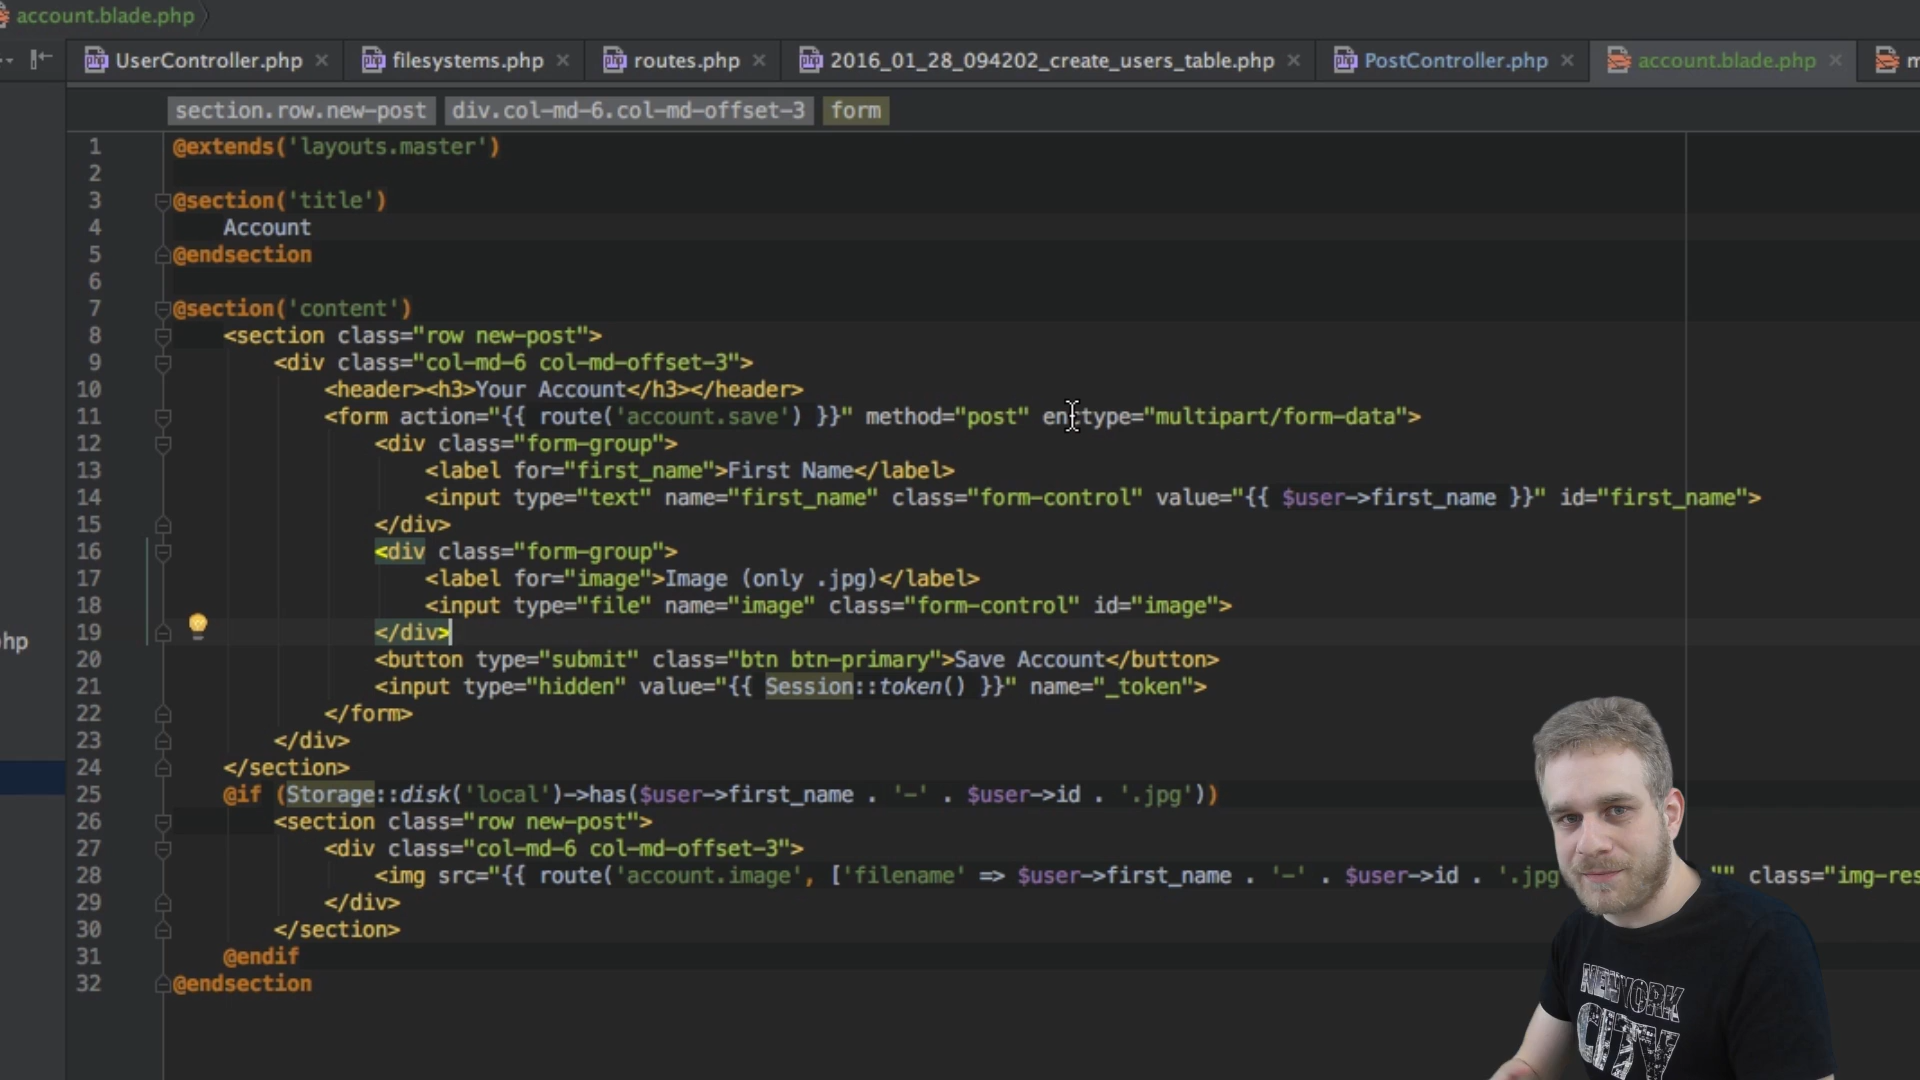 account.blade.php
UserController.php filesystems.php routes.php 2016_01_28_094202_create_users_table.php PostController.php account.blade.php
section.row.new-post div.col-md-6.col-md-offset-3 form
1 @extends('layouts.master')
2
3 @section('title')
4 Account
5 @endsection
6
7 @section('content')
8 <section class="row new-post">
9 <div class="col-md-6 col-md-offset-3">
10 <header><h3>Your Account</h3></header>
11 <form action="{{ route('account.save') }}" method="post" enctype="multipart/form-data">
12 <div class="form-group">
13 <label for="first_name">First Name</label>
14 <input type="text" name="first_name" class="form-control" value="{{ $user->first_name }}" id="first_name">
15 </div>
16 <div class="form-group">
17 <label for="image">Image (only .jpg)</label>
18 <input type="file" name="image" class="form-control" id="image">
19 </div>
20 <button type="submit" class="btn btn-primary">Save Account</button>
21 <input type="hidden" value="{{ Session::token() }}" name="_token">
22 </form>
23 </div>
24 </section>
25 @if (Storage::disk('local')->has($user->first_name . '-' . $user->id . '.jpg'))
26 <section class="row new-post">
27 <div class="col-md-6 col-md-offset-3">
28 <img src="{{ route('account.image', ['filename' => $user->first_name . '-' . $user->id . '.jpg "" class="img-res
29 </div>
30 </section>
31 @endif
32 @endsection
hp
NEW YORK
CITY